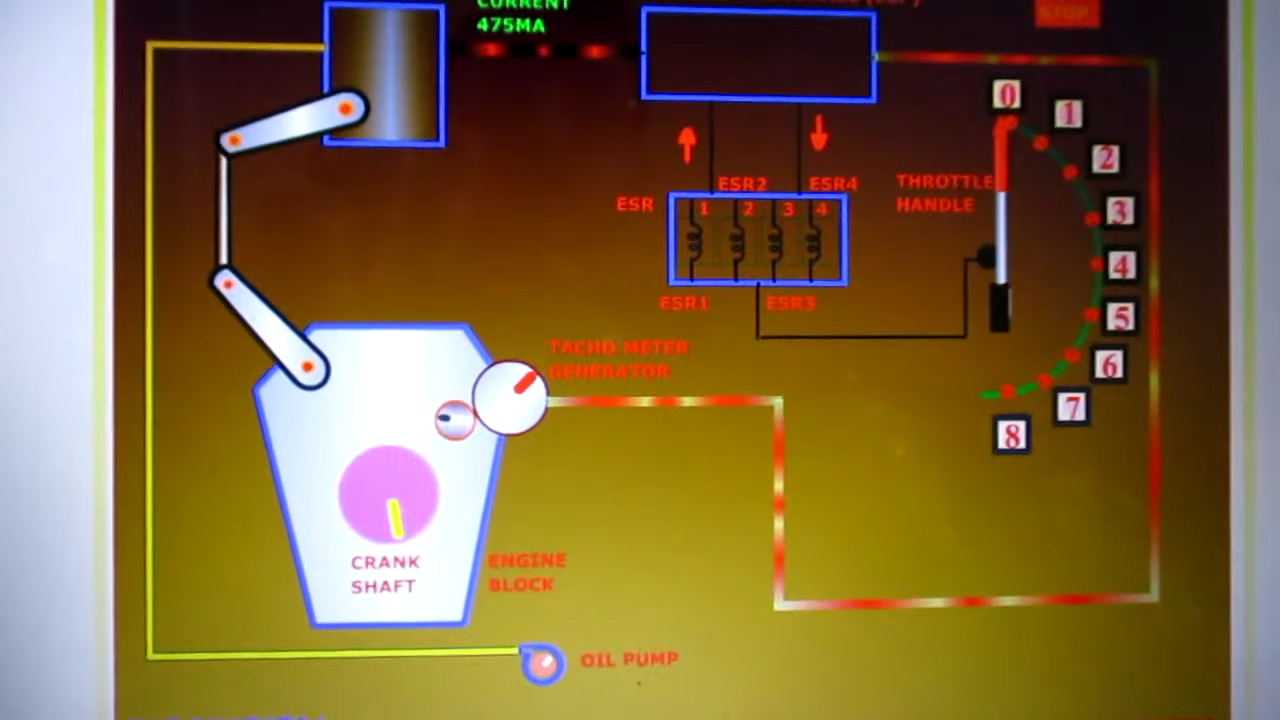 CURRENT
475MA
STOP
0
1
2
3
4
5
6
7
8
THROTTLE
HANDLE
ESR2
ESR4
ESR
1 2 3 4
ESR1
ESR3
TACHO METER
GENERATOR
CRANK
SHAFT
ENGINE
BLOCK
OIL PUMP